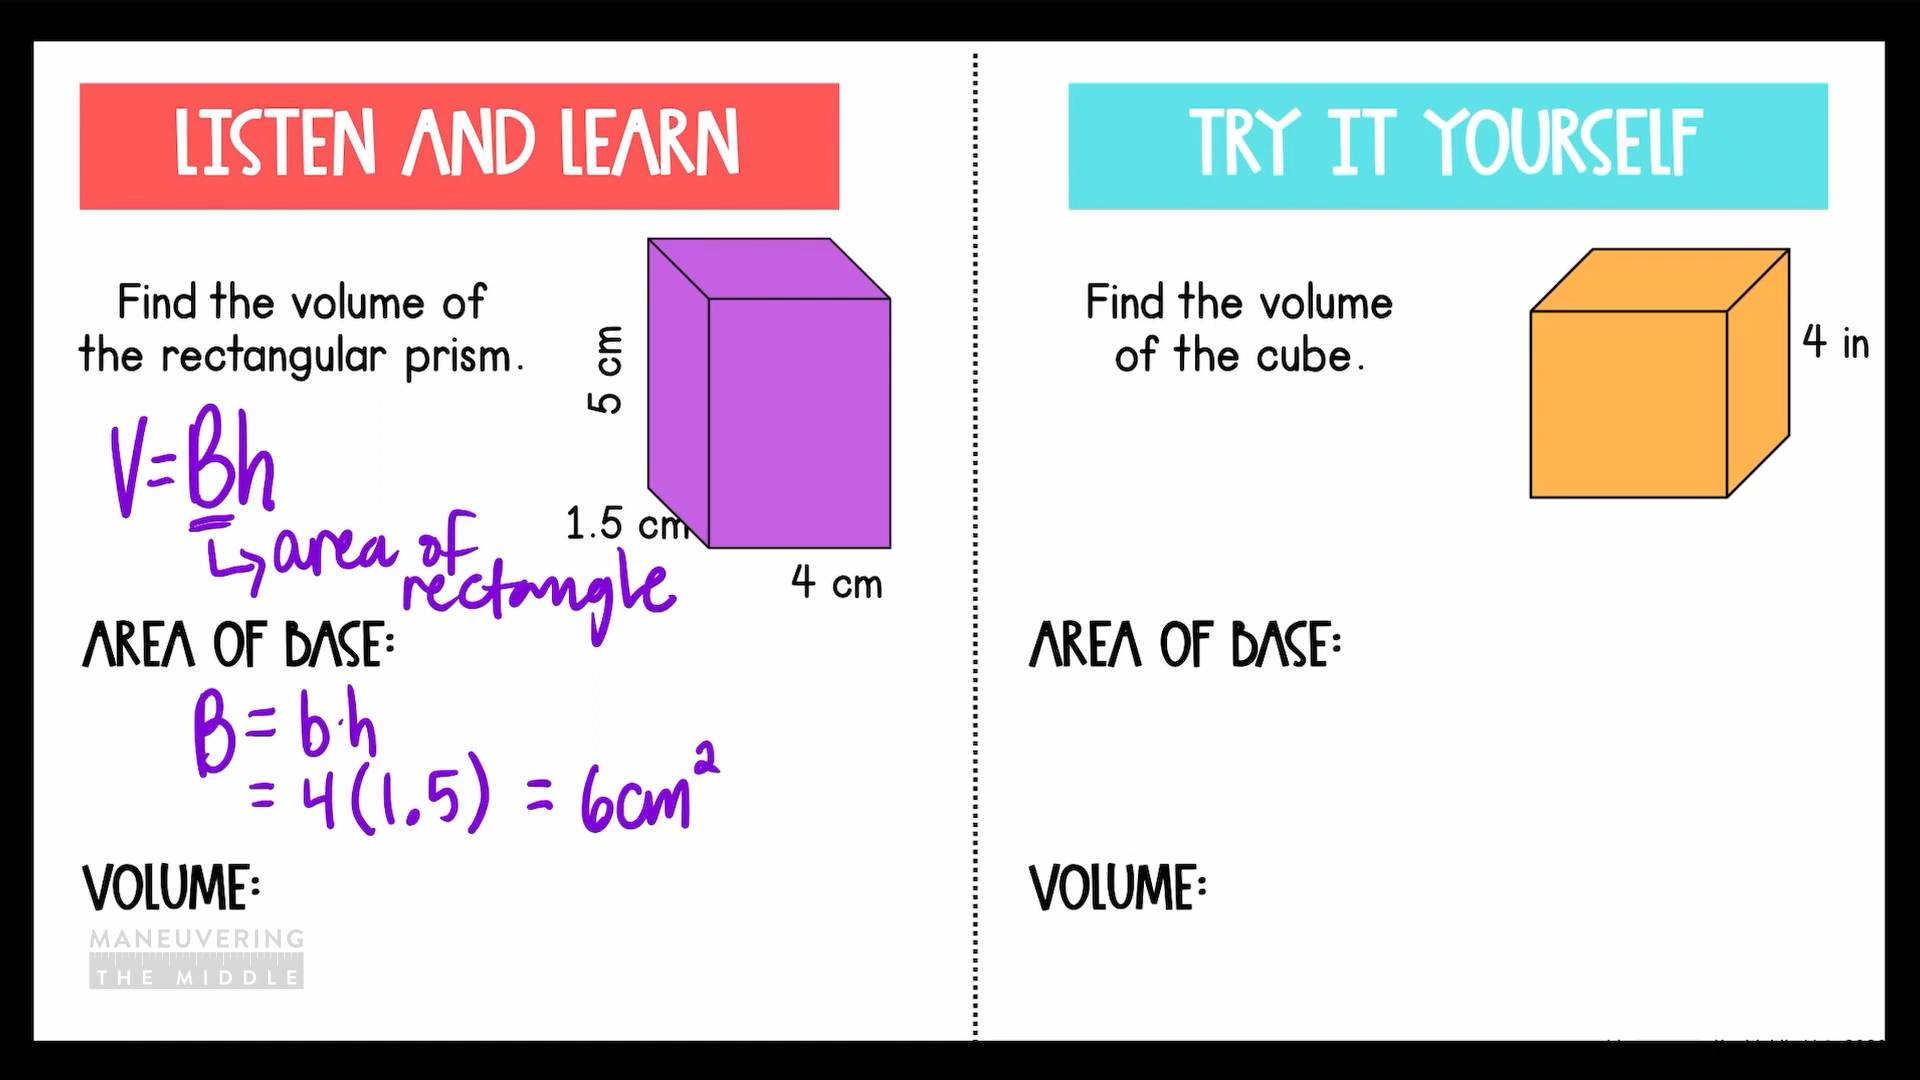 LISTEN AND LEARN
Find the volume of
the rectangular prism.
5 cm
1.5 cm
4 cm
V=Bh
↳ area of
rectangle
AREA OF BASE:
B = b·h
= 4(1.5) = 6cm²
VOLUME:
MANEUVERING
THE MIDDLE
TRY IT YOURSELF
Find the volume
of the cube.
4 in
AREA OF BASE:
VOLUME: